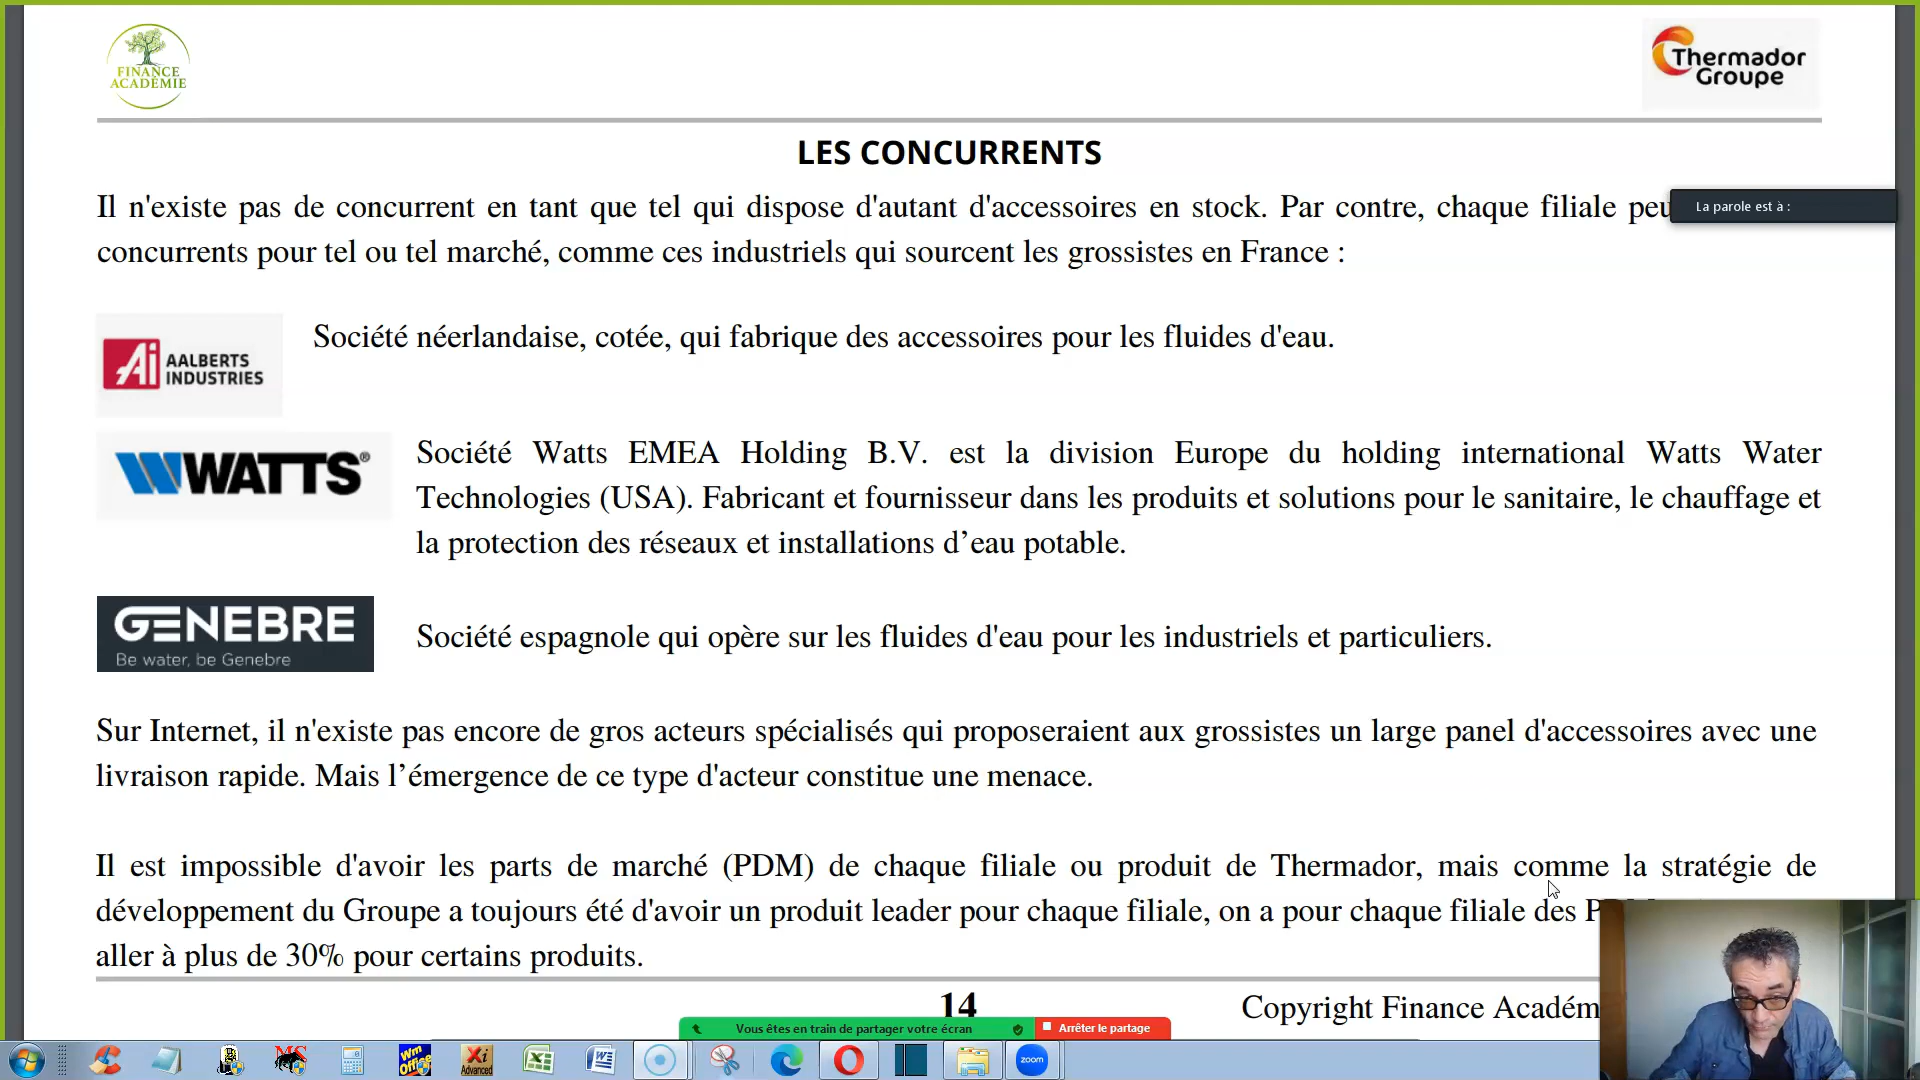 FINANCE
ACADÉMIE
Thermador
Groupe
LES CONCURRENTS
Il n'existe pas de concurrent en tant que tel qui dispose d'autant d'accessoires en stock. Par contre, chaque filiale
La parole est à :
concurrents pour tel ou tel marché, comme ces industriels qui sourcent les grossistes en France :
Ai AALBERTS
INDUSTRIES
Société néerlandaise, cotée, qui fabrique des accessoires pour les fluides d'eau.
WATTS®
Société Watts EMEA Holding B.V. est la division Europe du holding international Watts Water
Technologies (USA). Fabricant et fournisseur dans les produits et solutions pour le sanitaire, le chauffage et
la protection des réseaux et installations d’eau potable.
GENEBRE
Be water, be Genebre
Société espagnole qui opère sur les fluides d'eau pour les industriels et particuliers.
Sur Internet, il n'existe pas encore de gros acteurs spécialisés qui proposeraient aux grossistes un large panel d'accessoires avec une
livraison rapide. Mais l’émergence de ce type d'acteur constitue une menace.
Il est impossible d'avoir les parts de marché (PDM) de chaque filiale ou produit de Thermador, mais comme la stratégie de
développement du Groupe a toujours été d'avoir un produit leader pour chaque filiale, on a pour chaque filiale des
aller à plus de 30% pour certains produits.
14
Copyright Finance Académ
Vous êtes en train de partager votre écran
Arrêter le partage
Wm
Office
Xi
Advanced
zoom